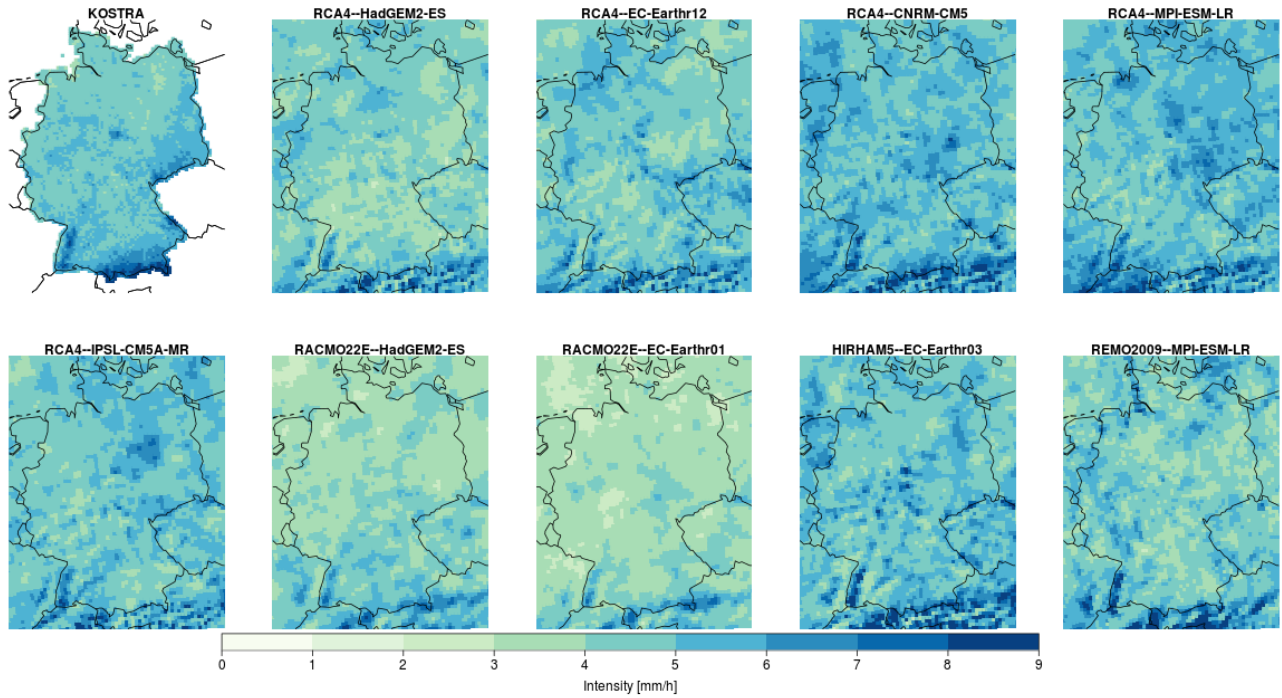 KOSTRA
RCA4--HadGEM2-ES
RCA4--EC-Earthr12
RCA4--CNRM-CM5
RCA4--MPI-ESM-LR
RCA4--IPSL-CM5A-MR
RACMO22E--HadGEM2-ES
RACMO22E--EC-Earthr01
HIRHAM5--EC-Earthr03
REMO2009--MPI-ESM-LR
0 1 2 3 4 5 6 7 8 9
Intensity [mm/h]